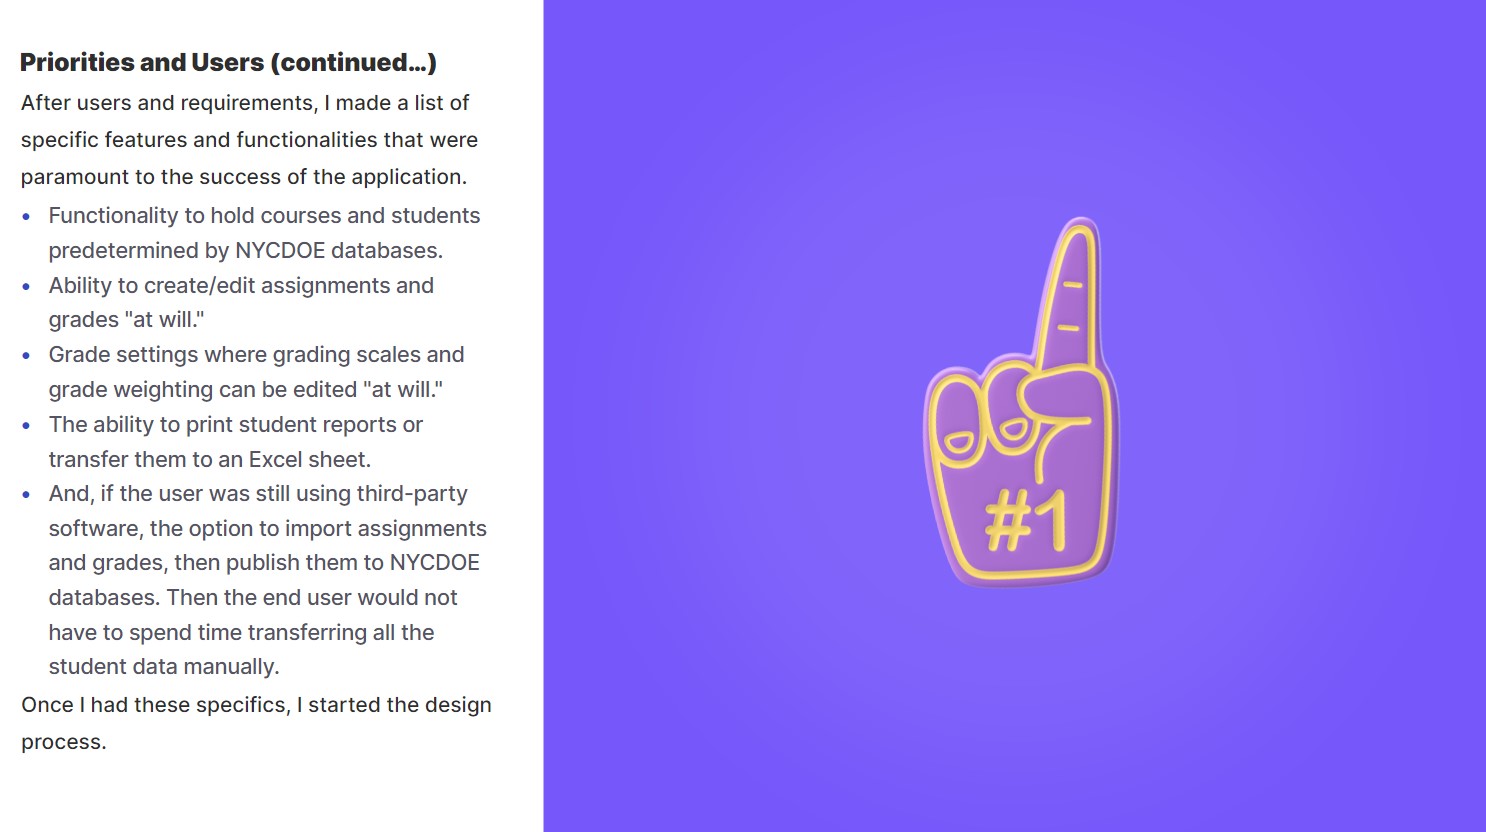 Priorities and Users (continued...)
After users and requirements, I made a list of
specific features and functionalities that were
paramount to the success of the application.
• Functionality to hold courses and students
predetermined by NYCDOE databases.
• Ability to create/edit assignments and
grades "at will."
• Grade settings where grading scales and
grade weighting can be edited "at will."
• The ability to print student reports or
transfer them to an Excel sheet.
• And, if the user was still using third-party
software, the option to import assignments
and grades, then publish them to NYCDOE
databases. Then the end user would not
have to spend time transferring all the
student data manually.
Once I had these specifics, I started the design
process.
#1